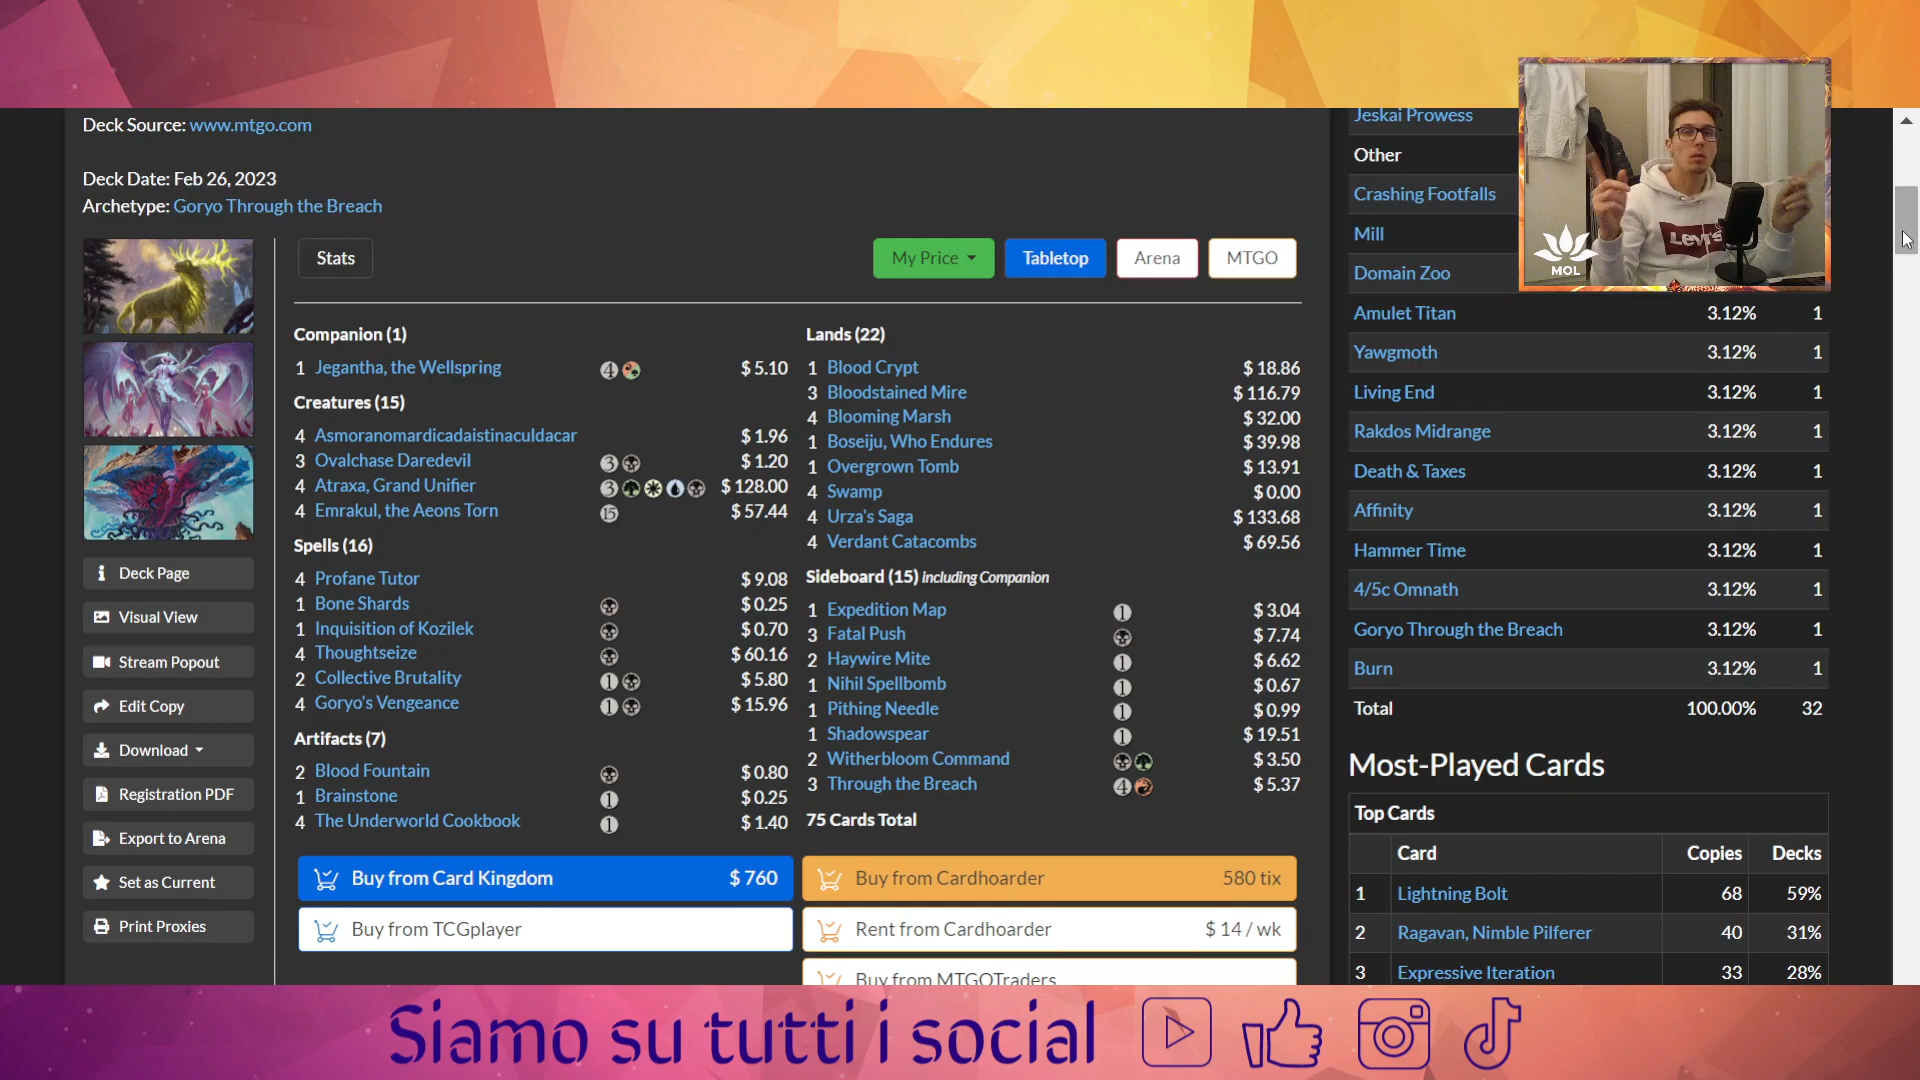 Deck Source: www.mtgo.com
Deck Date: Feb 26, 2023
Archetype: Goryo Through the Breach
Stats
My Price
Tabletop
Arena
MTGO
Companion (1)
1 Jegantha, the Wellspring 4 $ 5.10
Creatures (15)
4 Asmoranomardicadaistinaculdacar $ 1.96
3 Ovalchase Daredevil 3 $ 1.20
4 Atraxa, Grand Unifier 3 $ 128.00
4 Emrakul, the Aeons Torn 15 $ 57.44
Spells (16)
4 Profane Tutor $ 9.08
1 Bone Shards $ 0.25
1 Inquisition of Kozilek $ 0.70
4 Thoughtseize $ 60.16
2 Collective Brutality 1 $ 5.80
4 Goryo's Vengeance 1 $ 15.96
Artifacts (7)
2 Blood Fountain $ 0.80
1 Brainstone 1 $ 0.25
4 The Underworld Cookbook 1 $ 1.40
Lands (22)
1 Blood Crypt $ 18.86
3 Bloodstained Mire $ 116.79
4 Blooming Marsh $ 32.00
1 Boseiju, Who Endures $ 39.98
1 Overgrown Tomb $ 13.91
4 Swamp $ 0.00
4 Urza's Saga $ 133.68
4 Verdant Catacombs $ 69.56
Sideboard (15) including Companion
1 Expedition Map 1 $ 3.04
3 Fatal Push $ 7.74
2 Haywire Mite 1 $ 6.62
1 Nihil Spellbomb 1 $ 0.67
1 Pithing Needle 1 $ 0.99
1 Shadowspear 1 $ 19.51
2 Witherbloom Command $ 3.50
3 Through the Breach 4 $ 5.37
75 Cards Total
Deck Page
Visual View
Stream Popout
Edit Copy
Download
Registration PDF
Export to Arena
Set as Current
Print Proxies
Buy from Card Kingdom $ 760
Buy from TCGplayer
Buy from Cardhoarder 580 tix
Rent from Cardhoarder $ 14 / wk
Buy from MTGOTraders
Jeskai Prowess
Other
Crashing Footfalls
Mill
Domain Zoo
Amulet Titan 3.12% 1
Yawgmoth 3.12% 1
Living End 3.12% 1
Rakdos Midrange 3.12% 1
Death & Taxes 3.12% 1
Affinity 3.12% 1
Hammer Time 3.12% 1
4/5c Omnath 3.12% 1
Goryo Through the Breach 3.12% 1
Burn 3.12% 1
Total 100.00% 32
Most-Played Cards
Top Cards
Card Copies Decks
1 Lightning Bolt 68 59%
2 Ragavan, Nimble Pilferer 40 31%
3 Expressive Iteration 33 28%
Levi's
MOL
Siamo su tutti i social